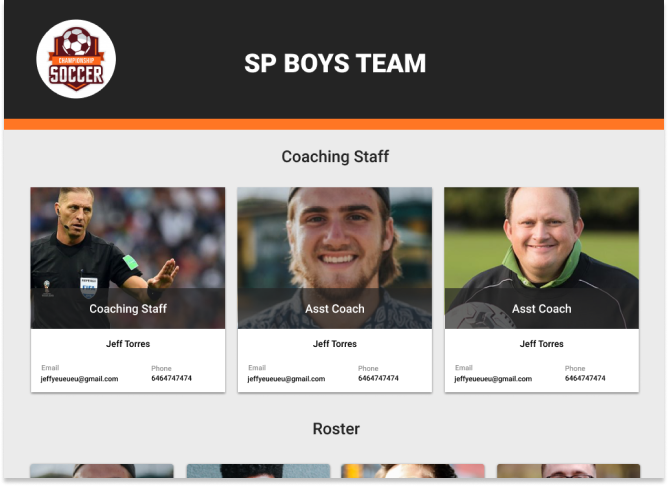 CHAMPIONSHIP
SOCCER
SP BOYS TEAM
Coaching Staff
Coaching Staff
Jeff Torres
Email
Phone
jeffyeueueu@gmail.com
6464747474
Asst Coach
Jeff Torres
Email
Phone
jeffyeueueu@gmail.com
6464747474
Asst Coach
Jeff Torres
Email
Phone
jeffyeueueu@gmail.com
6464747474
Roster